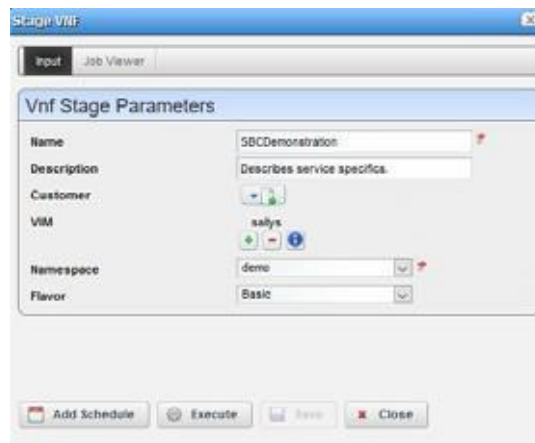 Stage VNF
Input Job Viewer
Vnf Stage Parameters
Name SBCDemonstration *
Description Describes service specifics.
Customer
VIM sallys
Namespace demo *
Flavor Basic
Add Schedule Execute Save Close